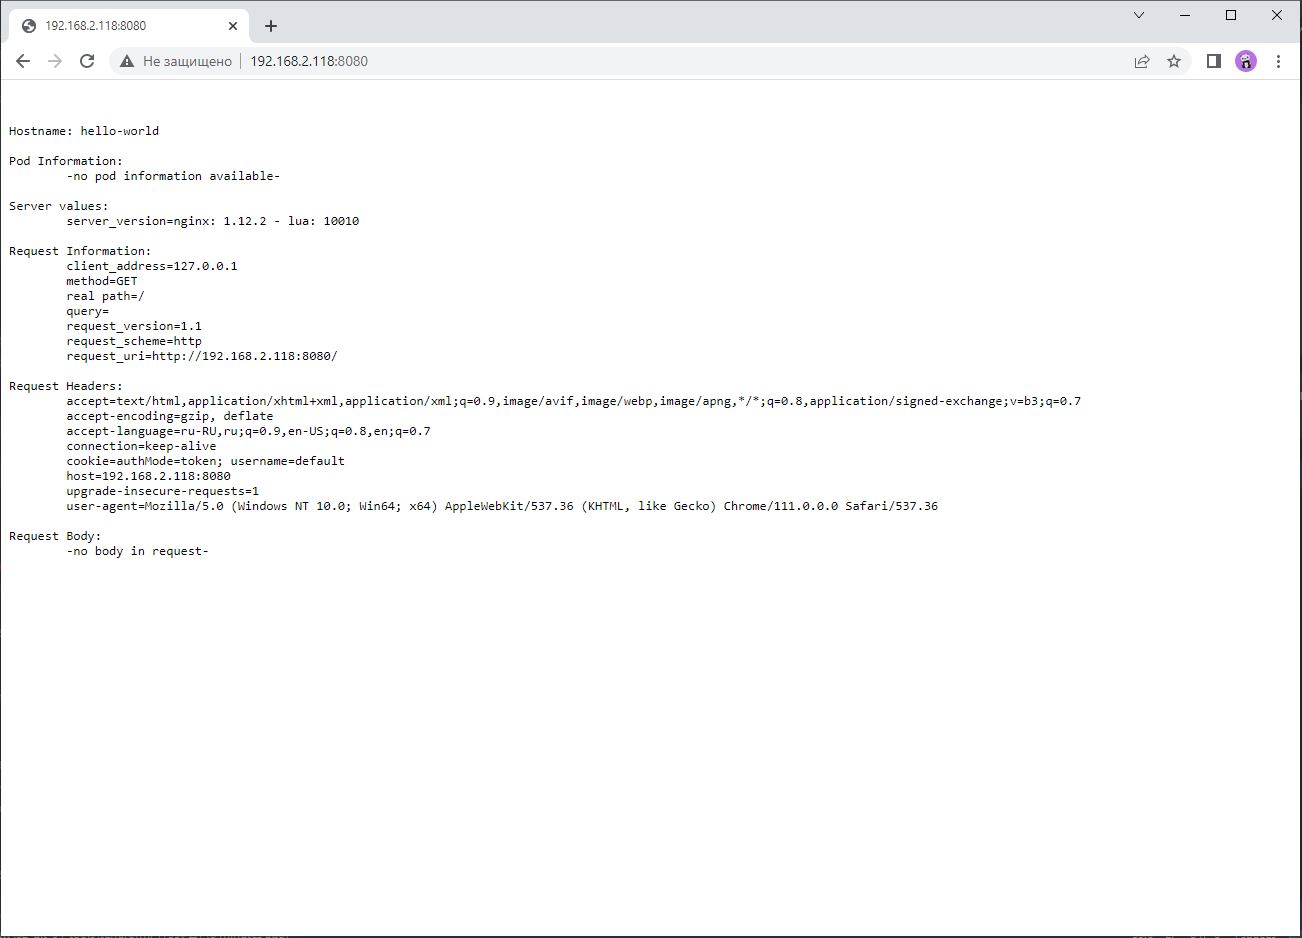 192.168.2.118:8080
Не защищено
192.168.2.118:8080
Hostname: hello-world
Pod Information:
-no pod information available-
Server values:
server_version=nginx: 1.12.2 - lua: 10010
Request Information:
client_address=127.0.0.1
method=GET
real path=/
query=
request_version=1.1
request_scheme=http
request_uri=http://192.168.2.118:8080/
Request Headers:
accept=text/html,application/xhtml+xml,application/xml;q=0.9,image/avif,image/webp,image/apng,*/*;q=0.8,application/signed-exchange;v=b3;q=0.7
accept-encoding=gzip, deflate
accept-language=ru-RU,ru;q=0.9,en-US;q=0.8,en;q=0.7
connection=keep-alive
cookie=authMode=token; username=default
host=192.168.2.118:8080
upgrade-insecure-requests=1
user-agent=Mozilla/5.0 (Windows NT 10.0; Win64; x64) AppleWebKit/537.36 (KHTML, like Gecko) Chrome/111.0.0.0 Safari/537.36
Request Body:
-no body in request-